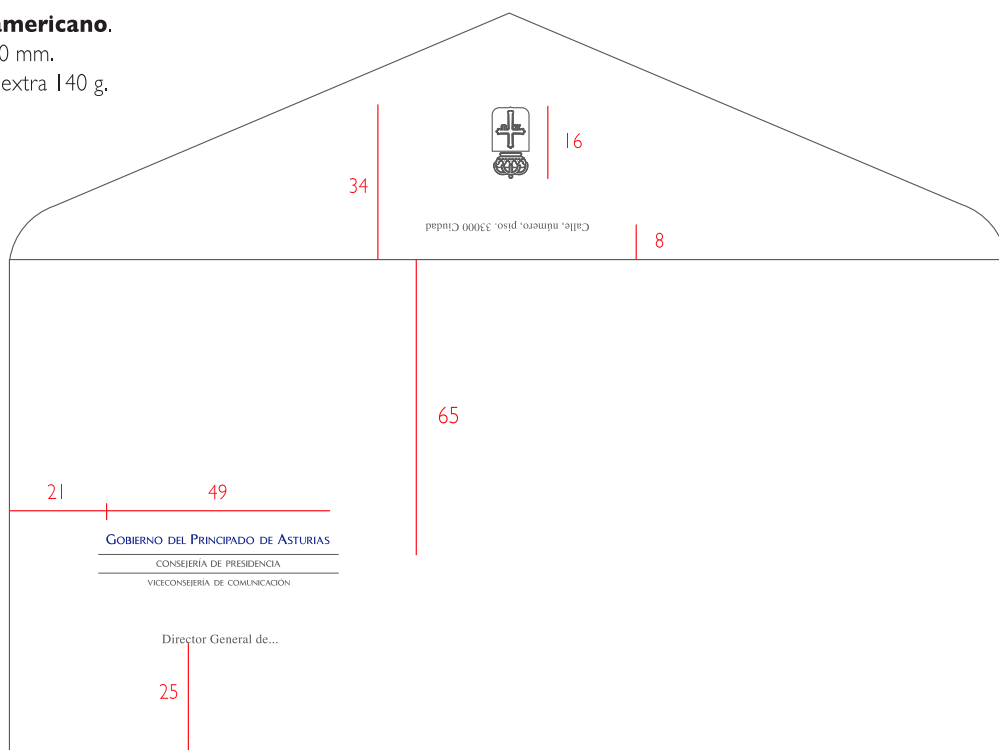 americano.
0 mm.
extra 140 g.
16
34
Calle, número, piso. 33000 Ciudad
8
65
21
49
GOBIERNO DEL PRINCIPADO DE ASTURIAS
CONSEJERÍA DE PRESIDENCIA
VICECONSEJERÍA DE COMUNICACIÓN
Director General de...
25